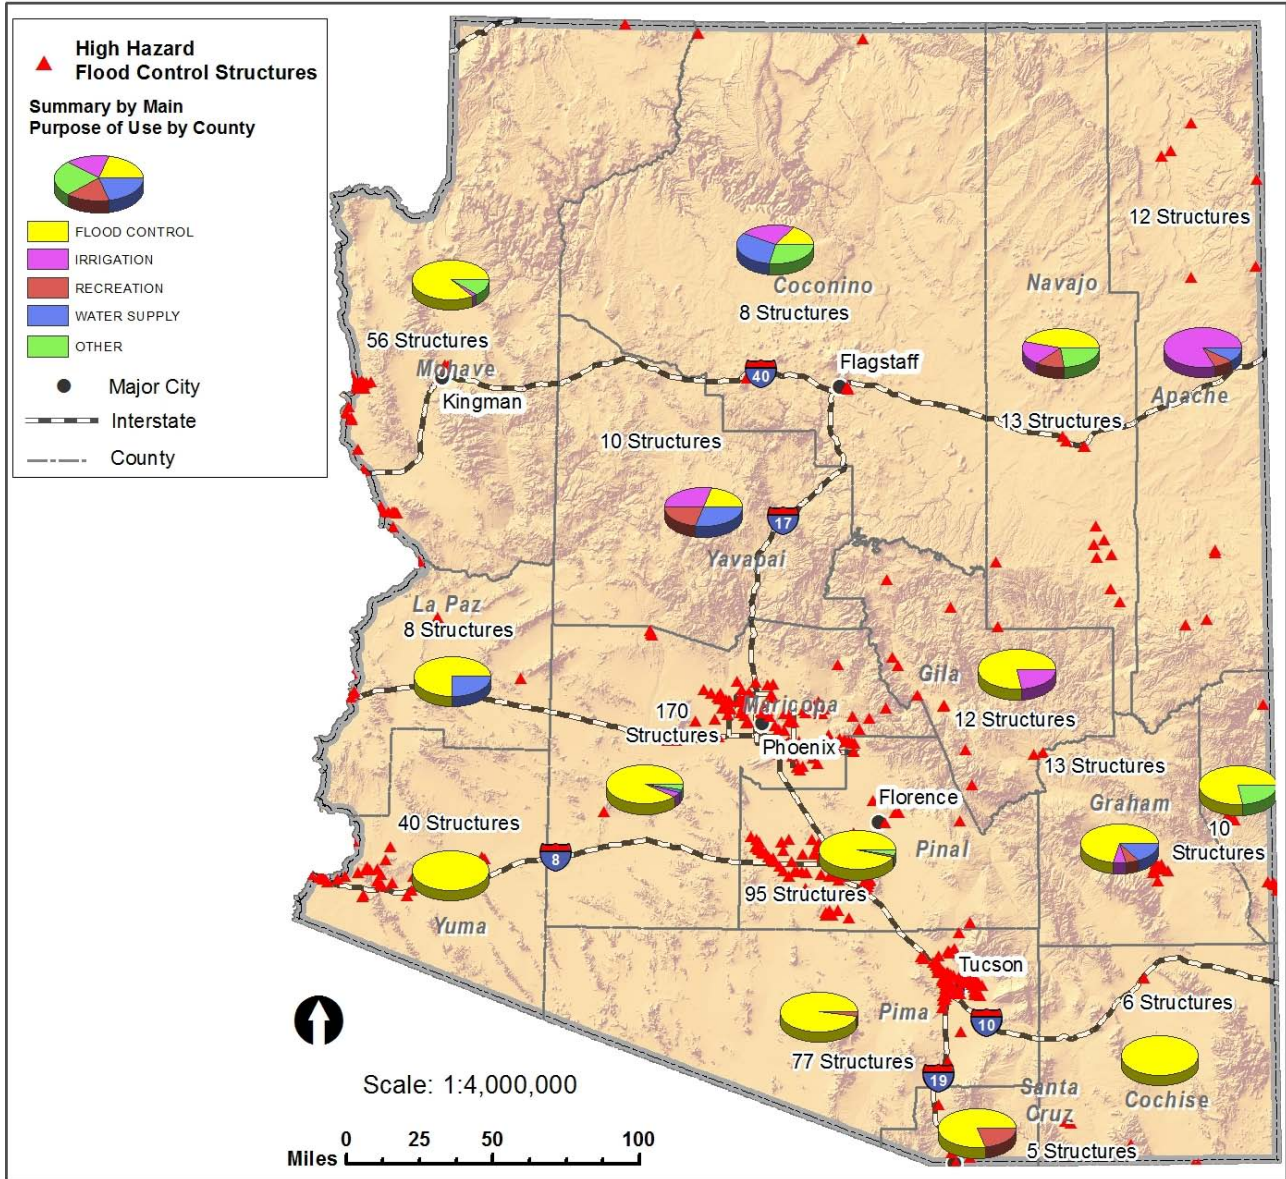 High Hazard
Flood Control Structures
Summary by Main
Purpose of Use by County
FLOOD CONTROL
IRRIGATION
RECREATION
WATER SUPPLY
OTHER
Major City
Interstate
County
12 Structures
Coconino
8 Structures
Navajo
56 Structures
Mohave
Kingman
40
Flagstaff
Apache
13 Structures
10 Structures
17
Yavapai
La Paz
8 Structures
Gila
12 Structures
170
Structures
Maricopa
Phoenix
13 Structures
Graham
10
Structures
Florence
Pinal
40 Structures
8
95 Structures
Yuma
Tucson
Pima
10
6 Structures
77 Structures
19
Santa
Cruz
Cochise
5 Structures
Scale: 1:4,000,000
0 25 50 100
Miles